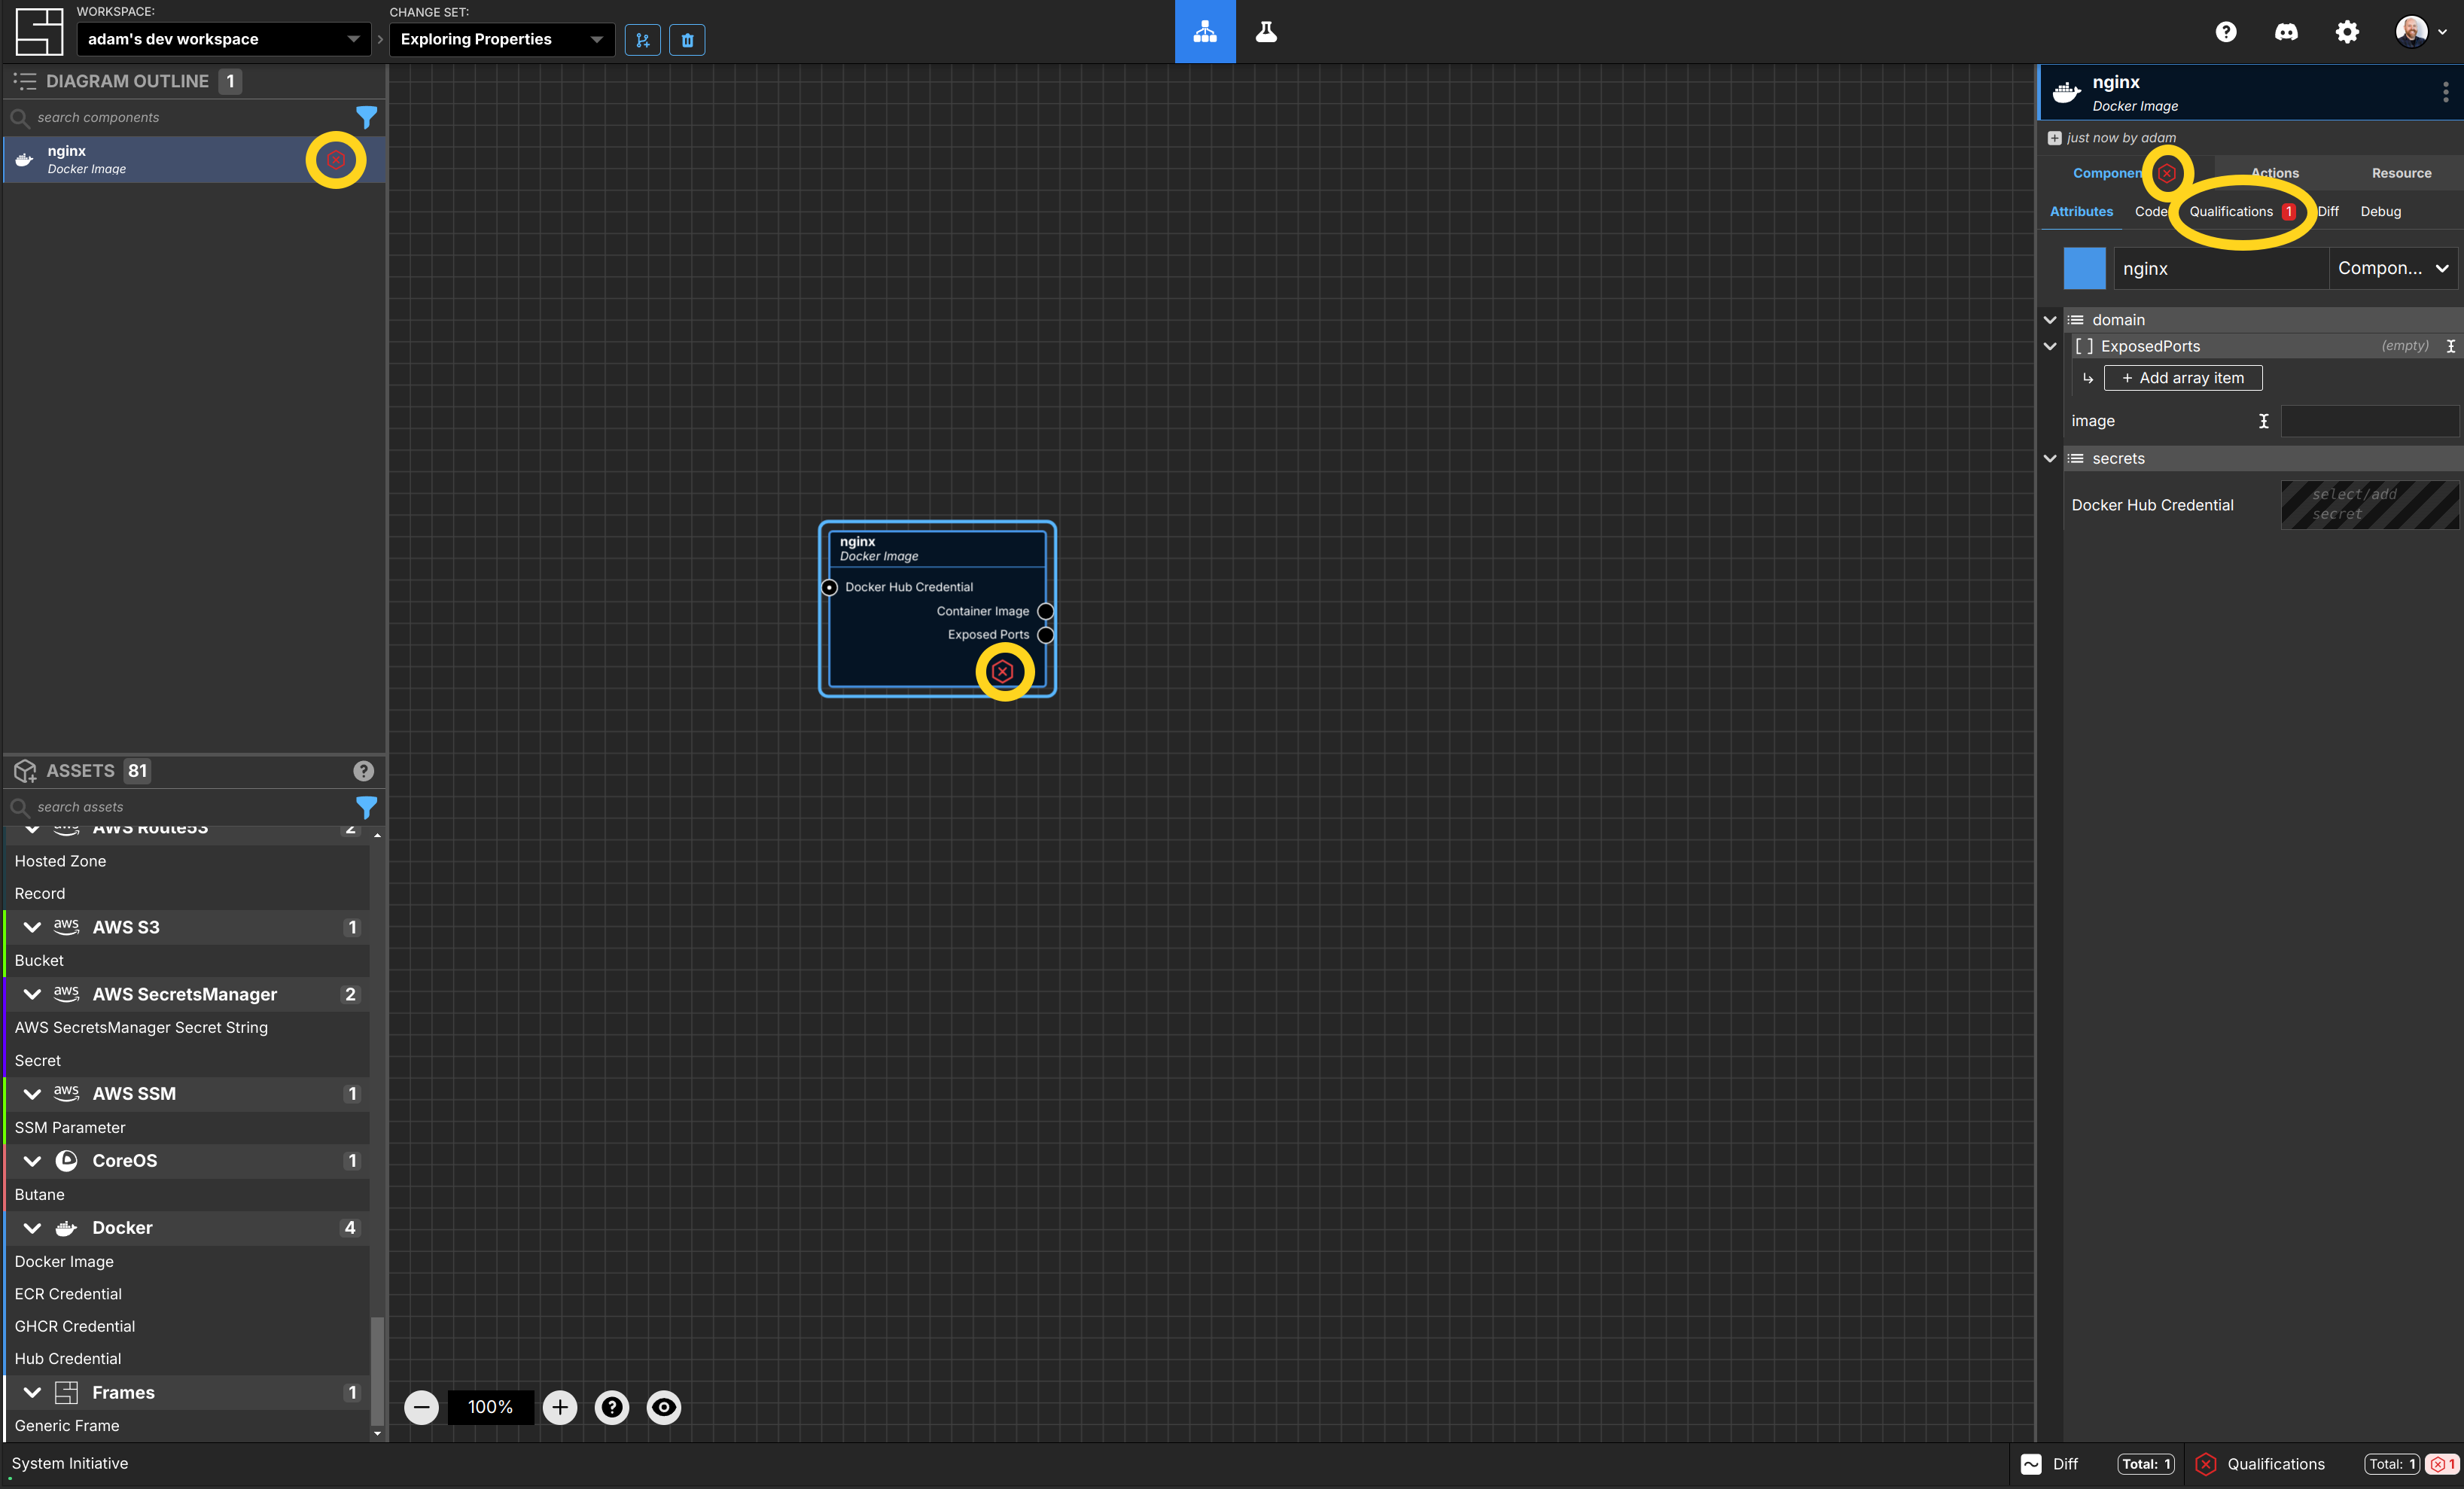 WORKSPACE:
adam's dev workspace
CHANGE SET:
Exploring Properties
DIAGRAM OUTLINE 1
search components
nginx
Docker Image
nginx
Docker Image
Docker Hub Credential
Container Image
Exposed Ports
ASSETS 81
search assets
AWS Route53 2
Hosted Zone
Record
AWS S3 1
Bucket
AWS SecretsManager 2
AWS SecretsManager Secret String
Secret
AWS SSM 1
SSM Parameter
CoreOS 1
Butane
Docker 4
Docker Image
ECR Credential
GHCR Credential
Hub Credential
Frames 1
Generic Frame
100%
nginx
Docker Image
just now by adam
Componen Actions Resource
Attributes Code Qualifications 1 Diff Debug
nginx Compon...
domain
ExposedPorts (empty)
+ Add array item
image
secrets
Docker Hub Credential
select/add
secret
System Initiative
Diff Total: 1 Qualifications Total: 1 1